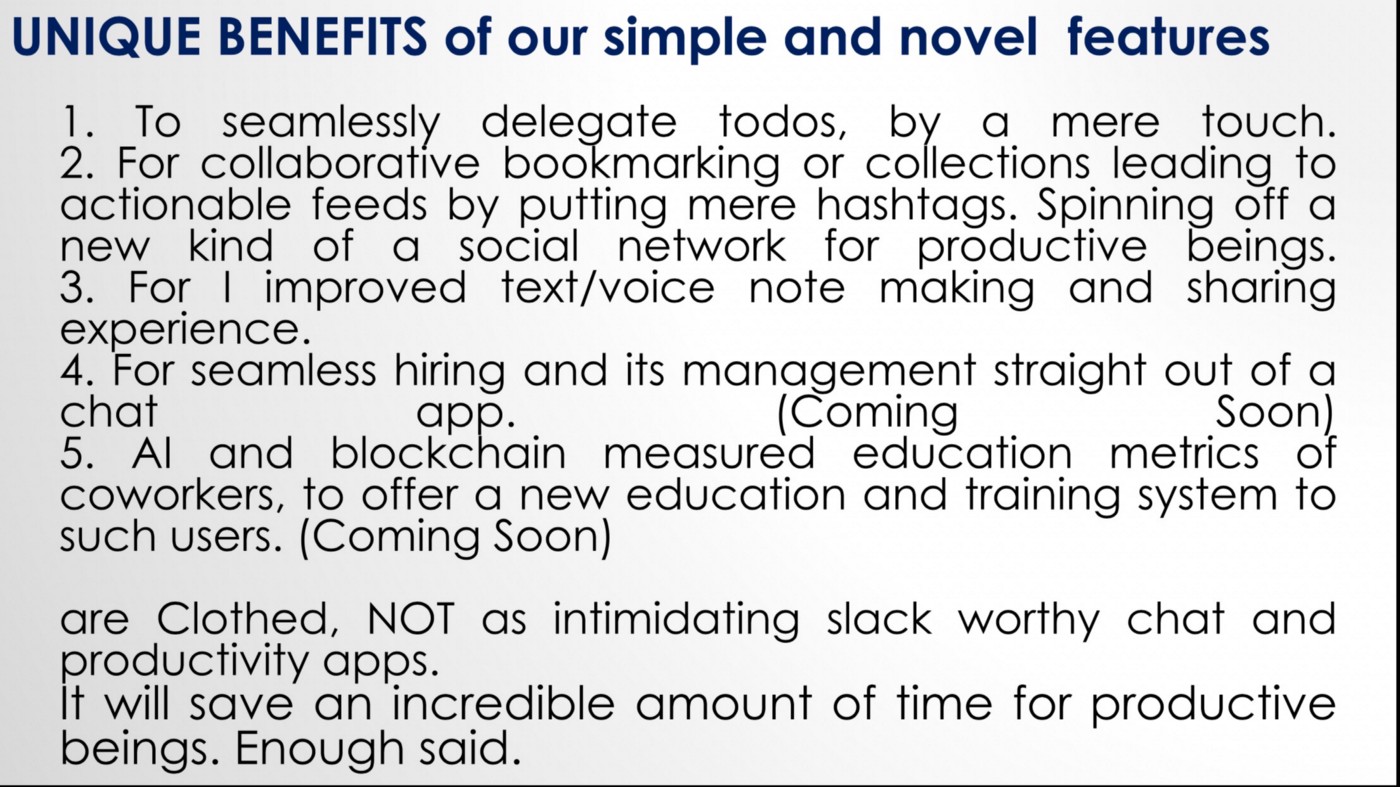 UNIQUE BENEFITS of our simple and novel features
1. To seamlessly delegate todos, by a mere touch.
2. For collaborative bookmarking or collections leading to
actionable feeds by putting mere hashtags. Spinning off a
new kind of a social network for productive beings.
3. For I improved text/voice note making and sharing
experience.
4. For seamless hiring and its management straight out of a
chat app. (Coming Soon)
5. AI and blockchain measured education metrics of
coworkers, to offer a new education and training system to
such users. (Coming Soon)
are Clothed, NOT as intimidating slack worthy chat and
productivity apps.
It will save an incredible amount of time for productive
beings. Enough said.